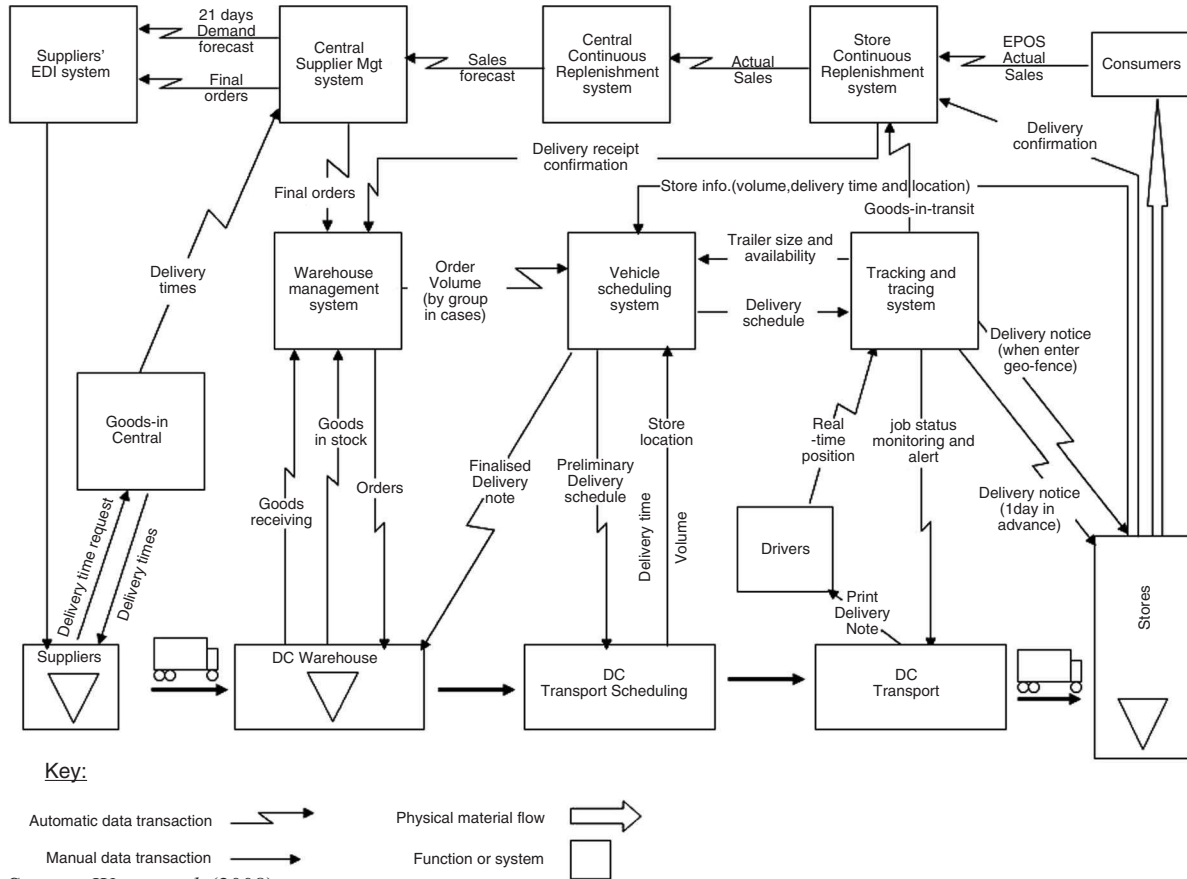 Suppliers'
EDI system
21 days
Demand
forecast
Final
orders
Central
Supplier Mgt
system
Sales
forecast
Central
Continuous
Replenishment
system
Actual
Sales
Store
Continuous
Replenishment
system
EPOS
Actual
Sales
Consumers
Delivery receipt
confirmation
Delivery
confirmation
Final orders
Store info.(volume,delivery time and location)
Goods-in-transit
Delivery
times
Warehouse
management
system
Order
Volume
(by group
in cases)
Vehicle
scheduling
system
Trailer size and
availability
Delivery
schedule
Tracking and
tracing
system
Delivery notice
(when enter
geo-fence)
Goods-in
Central
Goods
in stock
Goods
receiving
Orders
Finalised
Delivery
note
Preliminary
Delivery
schedule
Store
location
Delivery time
Volume
Real
-time
position
job status
monitoring and
alert
Delivery notice
(1day in
advance)
Drivers
Print
Delivery
Note
Delivery time request
Delivery times
Suppliers
DC Warehouse
DC
Transport Scheduling
DC
Transport
Stores
Key:
Automatic data transaction
Physical material flow
Manual data transaction
Function or system